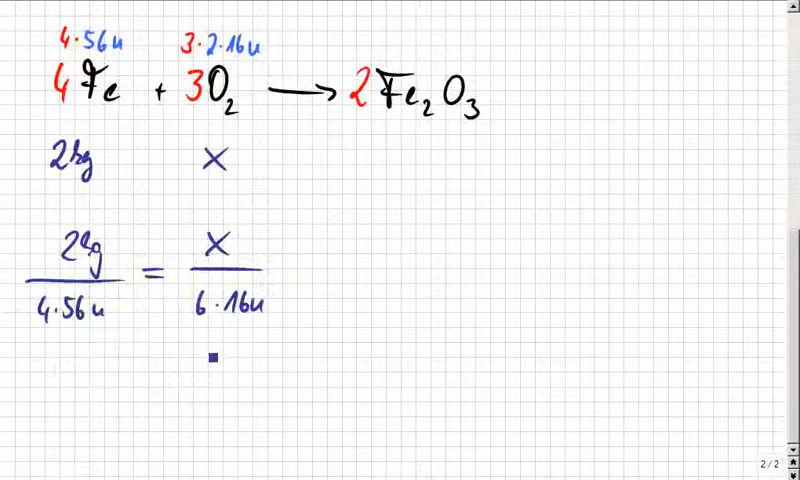 4·56u 3·2·16u
4Fe + 3O₂ → 2Fe₂O₃
2kg X
2kg = X
4·56u 6·16u
2/2